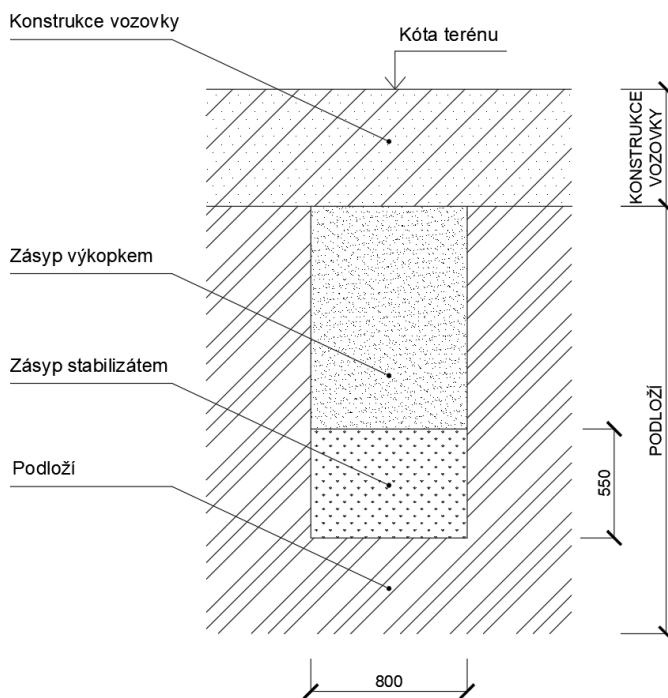 Konstrukce vozovky
Kóta terénu
KONSTRUKCE
VOZOVKY
Zásyp výkopkem
Zásyp stabilizátem
PODLOŽÍ
Podloží
550
800